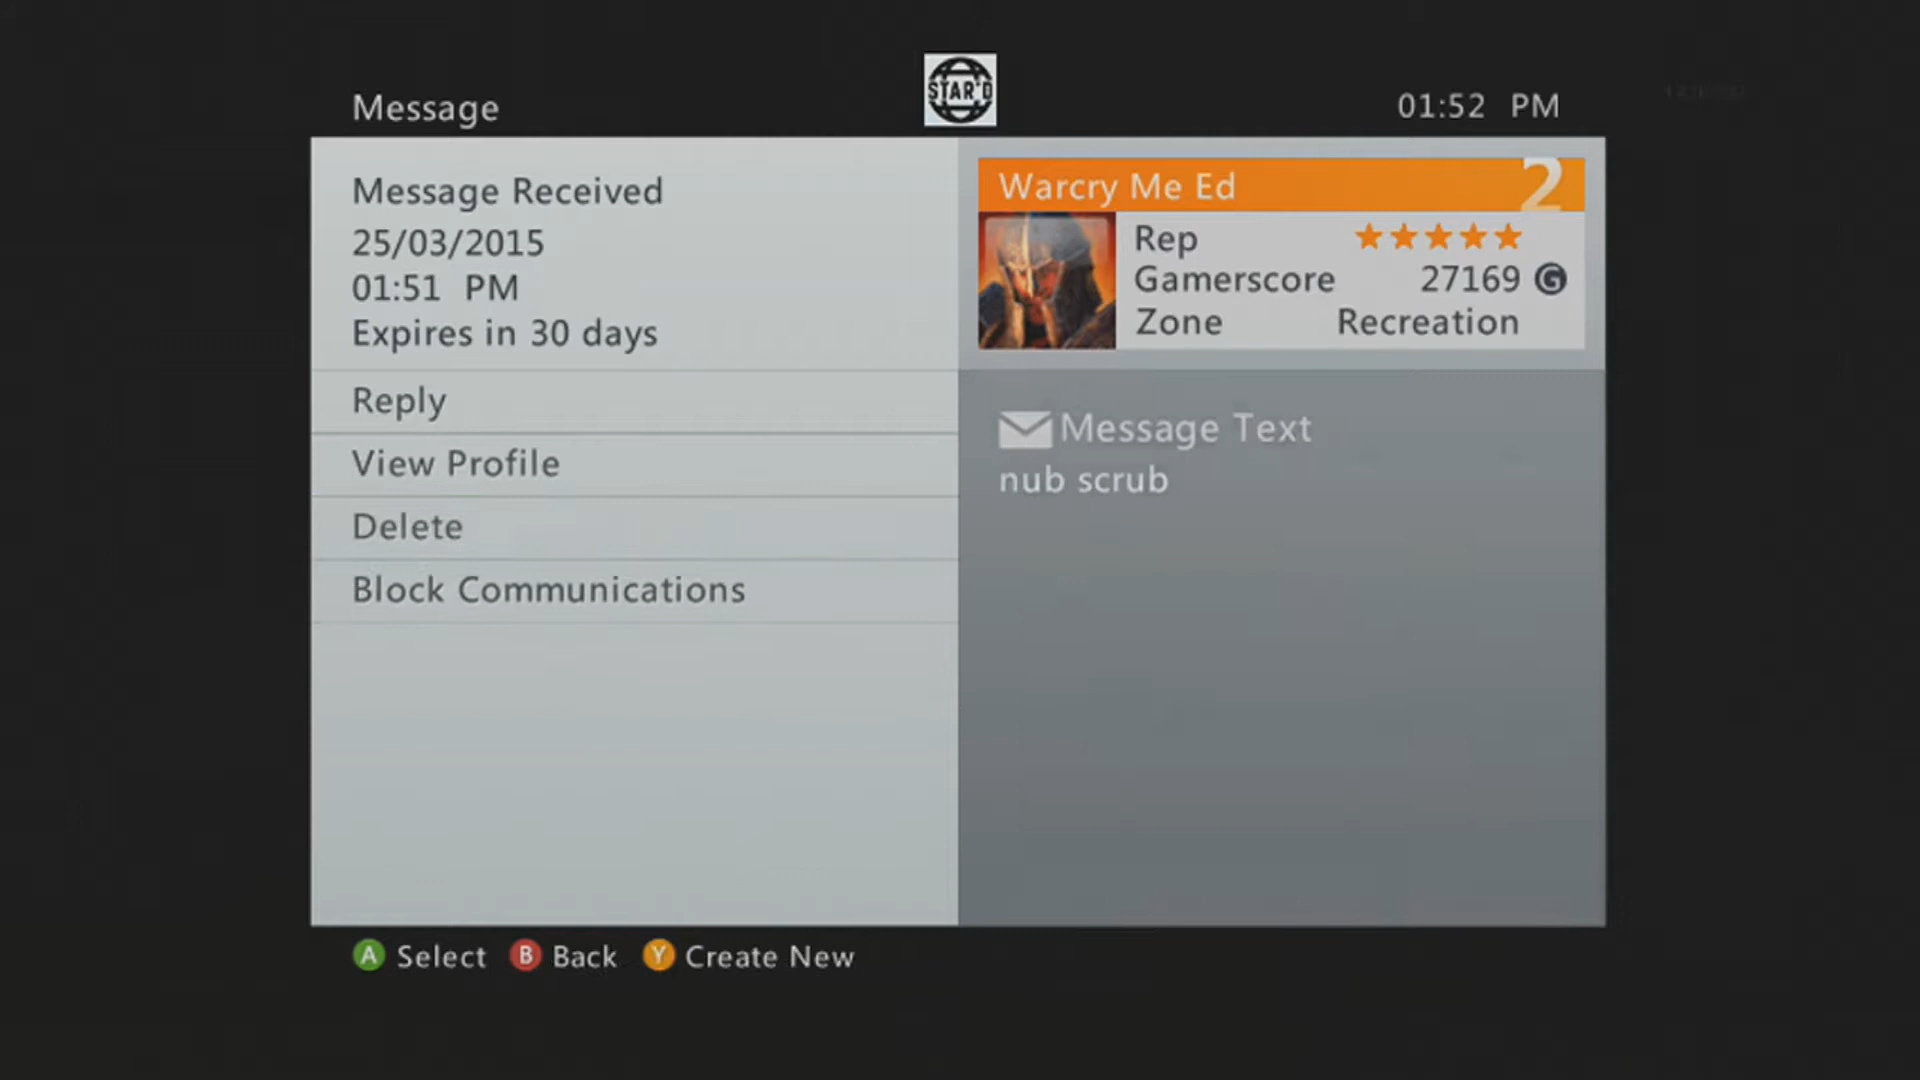 STAR'D
Message
01:52 PM
Message Received
25/03/2015
01:51 PM
Expires in 30 days
Reply
View Profile
Delete
Block Communications
Warcry Me Ed
2
Rep
Gamerscore 27169 G
Zone Recreation
Message Text
nub scrub
A Select B Back Y Create New